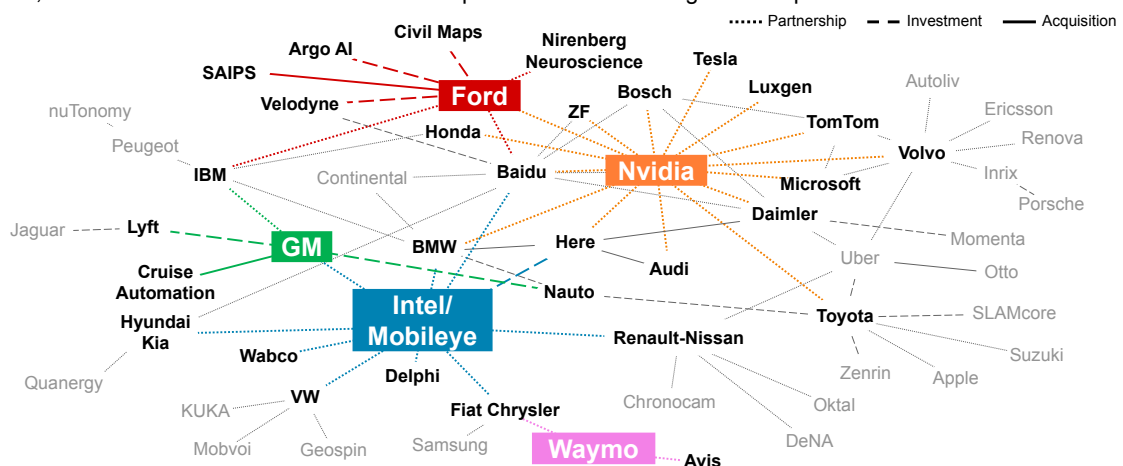 Partnership
Investment
Acquisition
Civil Maps
Argo AI
Nirenberg
Neuroscience
SAIPS
Tesla
Velodyne
Ford
Bosch
Luxgen
Autoliv
nuTonomy
ZF
Ericsson
Honda
TomTom
Renova
Peugeot
Volvo
IBM
Continental
Baidu
Nvidia
Microsoft
Inrix
Porsche
Jaguar
Lyft
GM
BMW
Here
Daimler
Momenta
Audi
Uber
Otto
Cruise
Automation
Nauto
Intel/
Mobileye
Hyundai
Kia
Toyota
SLAMcore
Wabco
Renault-Nissan
Suzuki
Quanergy
Delphi
Zenrin
Apple
VW
KUKA
Fiat Chrysler
Chronocam
Oktal
Mobvoi
Geospin
Samsung
DeNA
Waymo
Avis